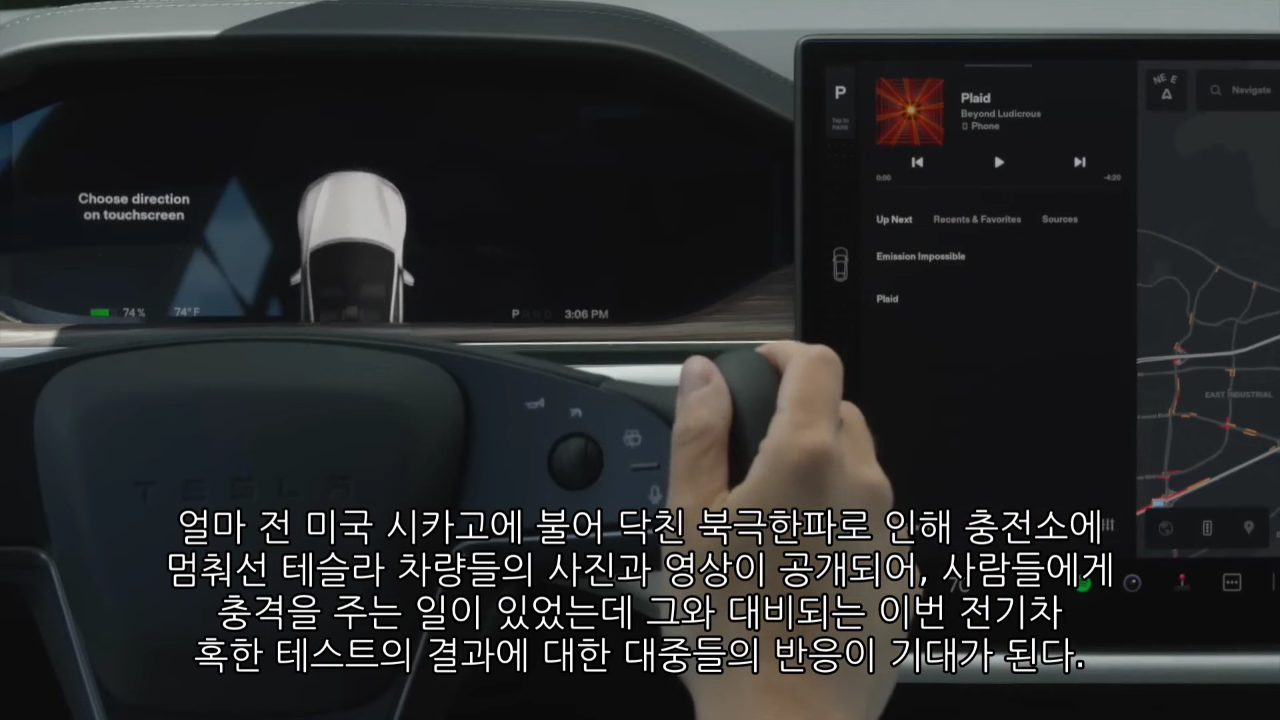 Choose direction
on touchscreen
74 %
74° F
P R N D
3:06 PM
P
Tap to
Plaid
Beyond Ludicrous
Phone
0:00
-4:20
Up Next
Recents & Favorites
Sources
Emission Impossible
Plaid
NE E
Navigate
EAST INDUSTRIAL
TESLA
얼마 전 미국 시카고에 불어 닥친 북극한파로 인해 충전소에
멈춰선 테슬라 차량들의 사진과 영상이 공개되어, 사람들에게
충격을 주는 일이 있었는데 그와 대비되는 이번 전기차
혹한 테스트의 결과에 대한 대중들의 반응이 기대가 된다.